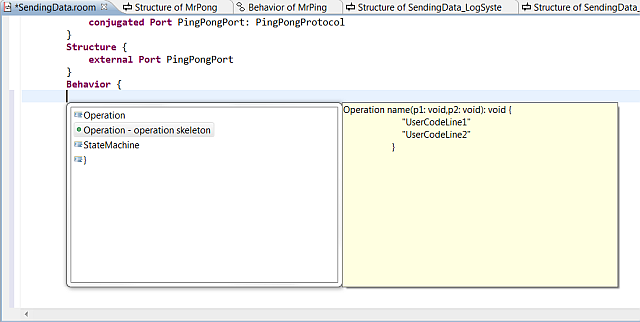 *SendingData.room
Structure of MrPong
Behavior of MrPing
Structure of SendingData_LogSyste
Structure of SendingData_
conjugated Port PingPongPort: PingPongProtocol
}
Structure {
external Port PingPongPort
}
Behavior {
Operation
Operation - operation skeleton
StateMachine
}
Operation name(p1: void,p2: void): void {
"UserCodeLine1"
"UserCodeLine2"
}